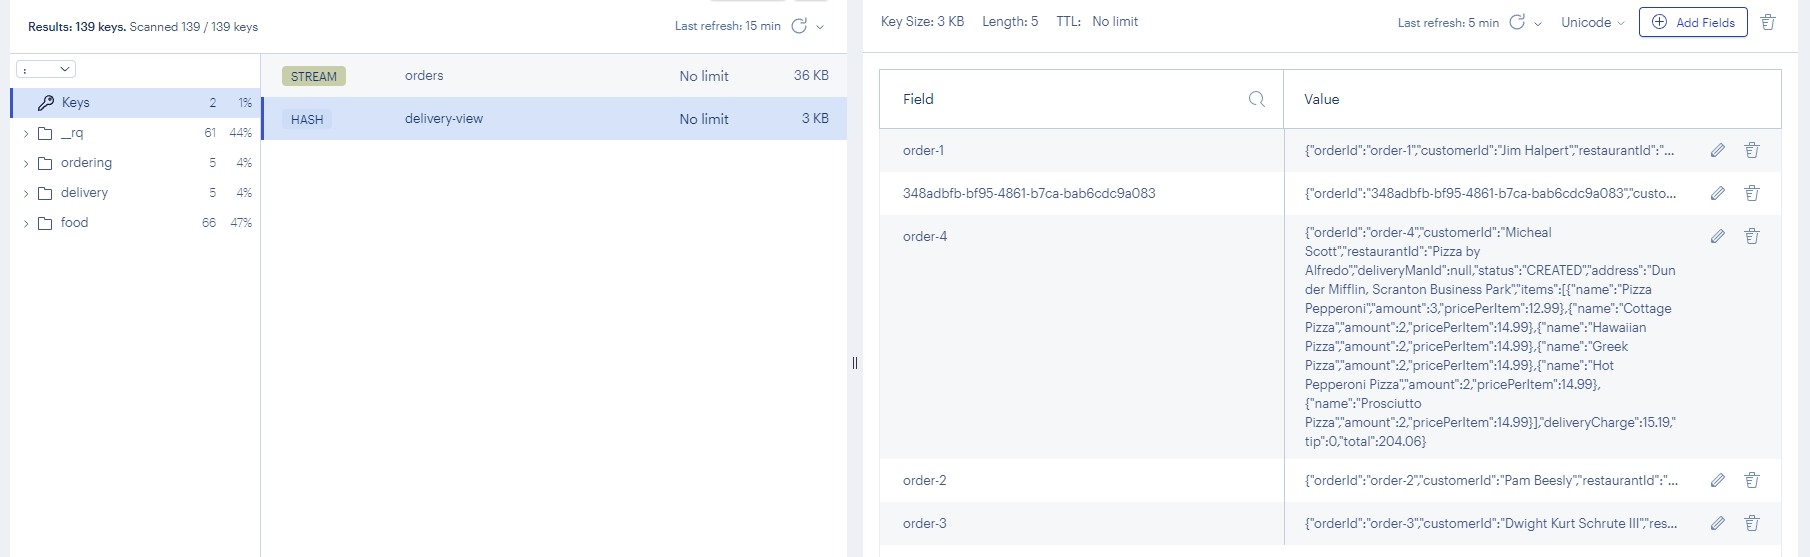 Results: 139 keys. Scanned 139 / 139 keys
Last refresh: 15 min
:
Keys 2 1%
__rq 61 44%
ordering 5 4%
delivery 5 4%
food 66 47%
STREAM orders No limit 36 KB
HASH delivery-view No limit 3 KB
Key Size: 3 KB Length: 5 TTL: No limit
Last refresh: 5 min Unicode Add Fields
Field Value
order-1 {"orderId":"order-1","customerId":"Jim Halpert","restaurantId":"...
348adbfb-bf95-4861-b7ca-bab6cdc9a083 {"orderId":"348adbfb-bf95-4861-b7ca-bab6cdc9a083","custo...
order-4 {"orderId":"order-4","customerId":"Micheal
Scott","restaurantId":"Pizza by
Alfredo","deliveryManId":null,"status":"CREATED","address":"Dun
der Mifflin, Scranton Business Park","items":[{"name":"Pizza
Pepperoni","amount":3,"pricePerItem":12.99},{"name":"Cottage
Pizza","amount":2,"pricePerItem":14.99},{"name":"Hawaiian
Pizza","amount":2,"pricePerItem":14.99},{"name":"Greek
Pizza","amount":2,"pricePerItem":14.99},{"name":"Hot
Pepperoni Pizza","amount":2,"pricePerItem":14.99},
{"name":"Prosciutto
Pizza","amount":2,"pricePerItem":14.99}],"deliveryCharge":15.19,"
tip":0,"total":204.06}
order-2 {"orderId":"order-2","customerId":"Pam Beesly","restaurantId":"...
order-3 {"orderId":"order-3","customerId":"Dwight Kurt Schrute III","res...